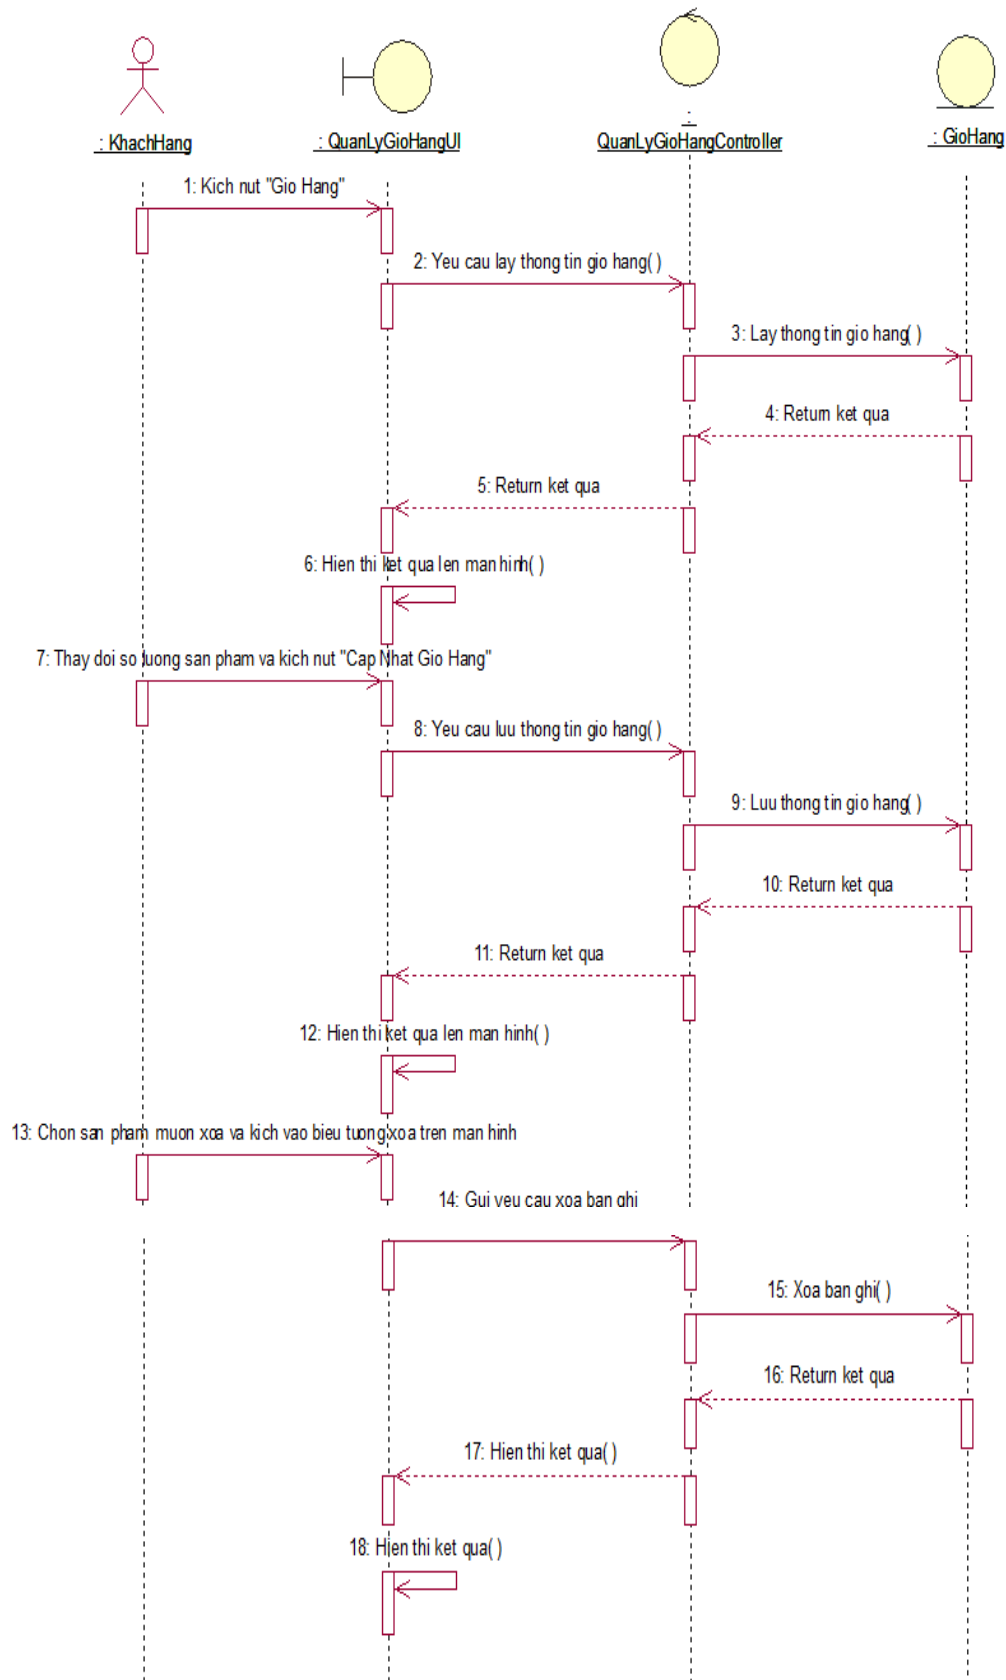 : KhachHang
: QuanLyGioHangUI
:
QuanLyGioHangController
: GioHang
1: Kich nut "Gio Hang"
2: Yeu cau lay thong tin gio hang( )
3: Lay thong tin gio hang( )
4: Return ket qua
5: Return ket qua
6: Hien thi ket qua len man hinh( )
7: Thay doi so luong san pham va kich nut "Cap Nhat Gio Hang"
8: Yeu cau luu thong tin gio hang( )
9: Luu thong tin gio hang( )
10: Return ket qua
11: Return ket qua
12: Hien thi ket qua len man hinh( )
13: Chon san pham muon xoa va kich vao bieu tuong xoa tren man hinh
14: Gui yeu cau xoa ban ghi
15: Xoa ban ghi( )
16: Return ket qua
17: Hien thi ket qua( )
18: Hien thi ket qua( )